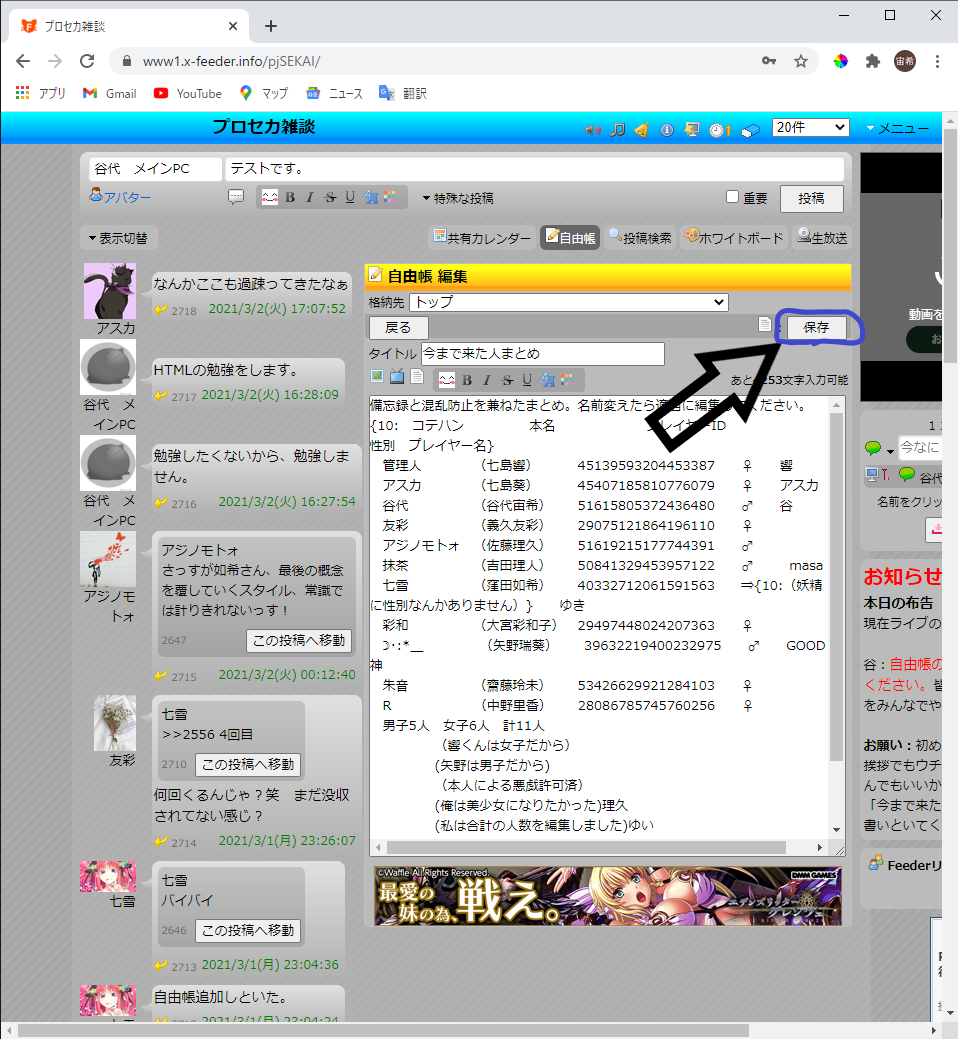 プロセカ雑談
www1.x-feeder.info/pjSEKAI/
宙希
アプリ Gmail YouTube マップ ニュース 翻訳
プロセカ雑談
20件
メニュー
谷代　メインPC
テストです。
アバター
B I S U
特殊な投稿
重要
投稿
表示切替
共有カレンダー 自由帳 投稿検索 ホワイトボード 生放送
なんかここも過疎ってきたなぁ
2718 2021/3/2(火) 17:07:52
アスカ
HTMLの勉強をします。
2717 2021/3/2(火) 16:28:09
谷代　メ
インPC
勉強したくないから、勉強しま
せん。
2716 2021/3/2(火) 16:27:54
谷代　メ
インPC
アジノモトォ
さっすが如希さん、最後の概念
を覆していくスタイル、常識で
は計りきれないっす！
2647 この投稿へ移動
2715 2021/3/2(火) 00:12:40
アジノモ
トォ
七雪
>>2556 4回目
2710 この投稿へ移動
何回くるんじゃ？笑　まだ没収
されてない感じ？
2714 2021/3/1(月) 23:26:07
友彩
七雪
バイバイ
2646 この投稿へ移動
2713 2021/3/1(月) 23:04:36
七雪
自由帳追加しといた。
2021/3/1(月) 23:04:24
自由帳 編集
格納先 トップ
戻る
保存
タイトル 今まで来た人まとめ
B I S U
あと 253文字入力可能
備忘録と混乱防止を兼ねたまとめ。名前変えたら適当に編集してください。
{10:　コテハン　本名　プレイヤーID
性別　プレイヤー名}
管理人　（七島響）　45139593204453387　♀　響
アスカ　（七島葵）　45407185810776079　♀　アスカ
谷代　（谷代宙希）　51615805372436480　♂　谷
友彩　（義久友彩）　29075121864196110　♀
アジノモトォ　（佐藤理久）　51619215177744391　♂
抹茶　（吉田理人）　50841329453957122　♂　masa
七雪　（窪田如希）　40332712061591563　⇒{10:（妖精
に性別なんかありません）}　ゆき
彩和　（大宮彩和子）　29497448024207363　♀
☽･:*__　（矢野瑞葵）　39632219400232975　♂　GOOD
神
朱音　（齋藤玲未）　53426629921284103　♀
R　（中野里香）　28086785745760256　♀
男子5人　女子6人　計11人
（響くんは女子だから）
(矢野は男子だから)
（本人による悪戯許可済）
(俺は美少女になりたかった)理久
(私は合計の人数を編集しました)ゆい
©Waffle All Rights Reserved.
最愛の
妹の為、戦え。
DMM GAMES
動画を
今なに
谷代
名前をクリッ
お知らせ
本日の布告
現在ライブの
谷：自由帳の
ください。皆
をみんなでや
お願い：初め
挨拶でもウチ
んでもいいか
「今まで来た
書いといてく
Feederリ